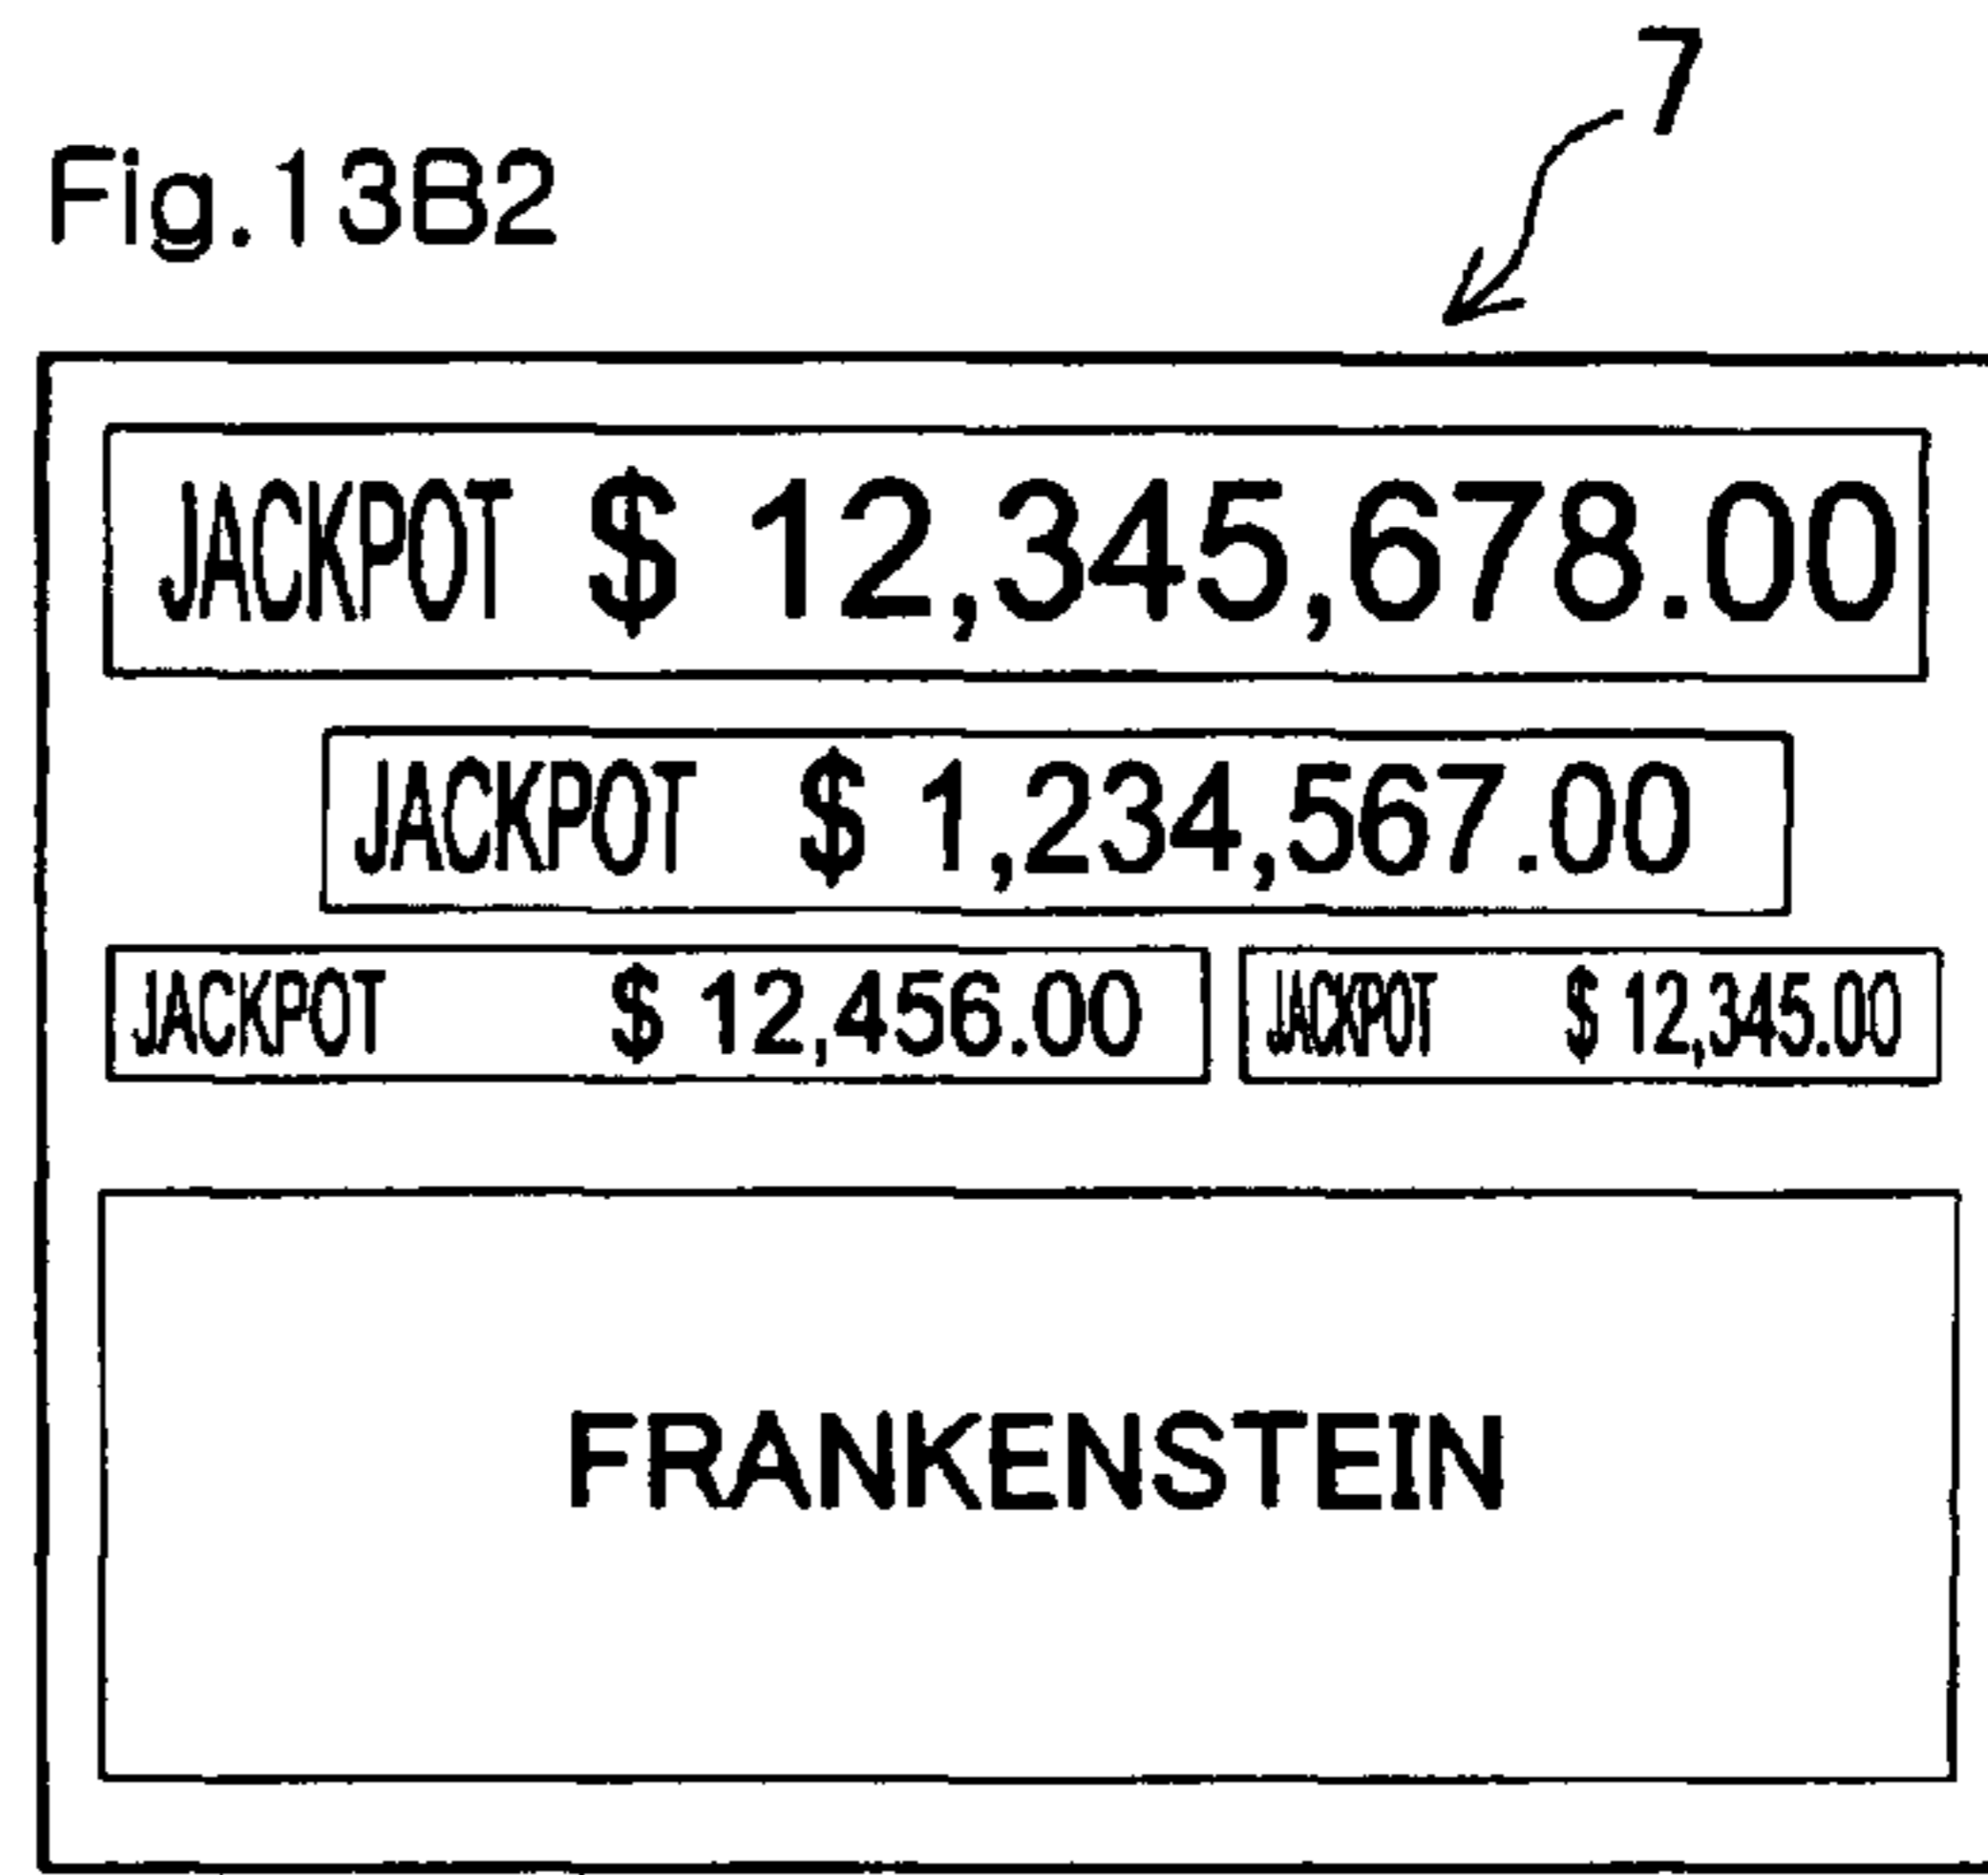 7
Fig.13B2
JACKPOT $ 12,345,678.00
JACKPOT $ 1,234,567.00
JACKPOT $ 12,456.00
JACKPOT $ 12,345.00
FRANKENSTEIN